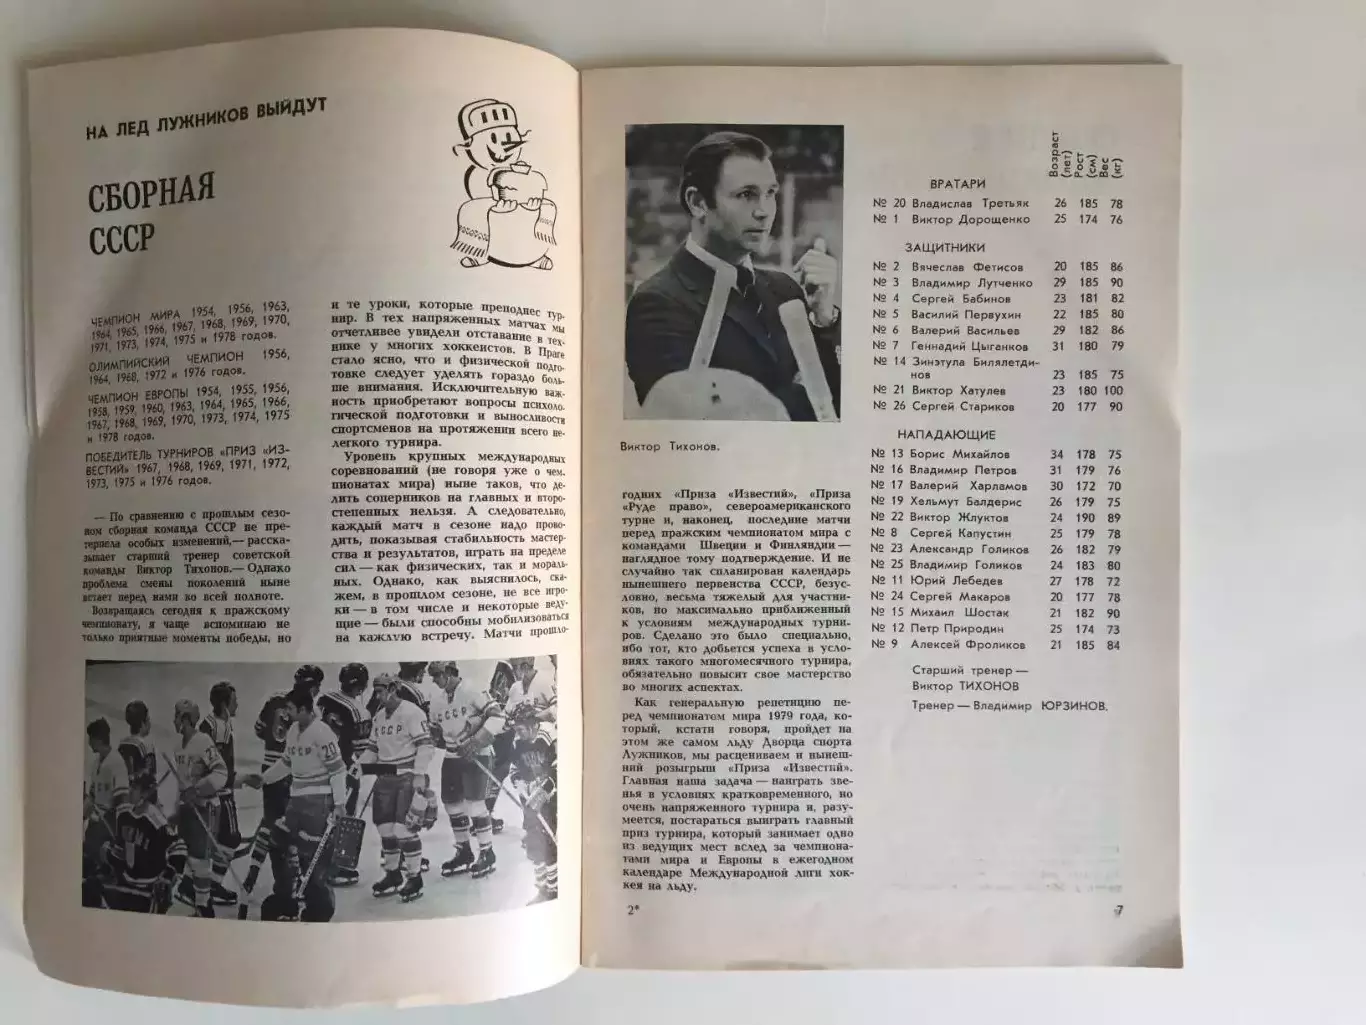 НА ЛЕД ЛУЖНИКОВ ВЫЙДУТ
СБОРНАЯ
СССР
ЧЕМПИОН МИРА 1954, 1956, 1963,
1964, 1965, 1966, 1967, 1968, 1969, 1970,
1971, 1973, 1974, 1975 и 1978 годов.
ОЛИМПИЙСКИЙ ЧЕМПИОН 1956,
1964, 1968, 1972 и 1976 годов.
ЧЕМПИОН ЕВРОПЫ 1954, 1955, 1956,
1958, 1959, 1960, 1963, 1964, 1965, 1966,
1967, 1968, 1969, 1970, 1973, 1974, 1975
и 1978 годов.
ПОБЕДИТЕЛЬ ТУРНИРОВ «ПРИЗ «ИЗ-
ВЕСТИЙ» 1967, 1968, 1969, 1971, 1972,
1973, 1975 и 1976 годов.
— По сравнению с прошлым сезо-
ном сборная команда СССР не пре-
терпела особых изменений,— расска-
зывает старший тренер советской
команды Виктор Тихонов.— Однако
проблема смены поколений ныне
встает перед нами во всей полноте.
Возвращаясь сегодня к пражскому
чемпионату, я чаще вспоминаю не
только приятные моменты победы, но
и те уроки, которые преподнес тур-
нир. В тех напряженных матчах мы
отчетливее увидели отставание в тех-
нике у многих хоккеистов. В Праге
стало ясно, что и физической подго-
товке следует уделять гораздо боль-
ше внимания. Исключительную важ-
ность приобретают вопросы психоло-
гической подготовки и выносливости
спортсменов на протяжении всего не-
легкого турнира.
Уровень крупных международных
соревнований (не говоря уже о чем-
пионатах мира) ныне таков, что де-
лить соперников на главных и второ-
степенных нельзя. А следовательно,
каждый матч в сезоне надо прово-
дить, показывая стабильность мастер-
ства и результатов, играть на пределе
сил — как физических, так и мораль-
ных. Однако, как выяснилось, ска-
жем, в прошлом сезоне, не все игро-
ки — в том числе и некоторые веду-
щие — были способны мобилизоваться
на каждую встречу. Матчи прошло-
СССР
20
Виктор Тихонов.
годних «Приза «Известий», «Приза
«Руде право», североамериканского
турне и, наконец, последние матчи
перед пражским чемпионатом мира с
командами Швеции и Финляндии —
наглядное тому подтверждение. И не
случайно так спланирован календарь
нынешнего первенства СССР, безус-
ловно, весьма тяжелый для участни-
ков, но максимально приближенный
к условиям международных турни-
ров. Сделано это было специально,
ибо тот, кто добьется успеха в усло-
виях такого многомесячного турнира,
обязательно повысит свое мастерство
во многих аспектах.
Как генеральную репетицию пе-
ред чемпионатом мира 1979 года, ко-
торый, кстати говоря, пройдет на
этом же самом льду Дворца спорта
Лужников, мы расцениваем и нынеш-
ний розыгрыш «Приза «Известий».
Главная наша задача — наиграть зве-
нья в условиях кратковременного, но
очень напряженного турнира и, разу-
меется, постараться выиграть главный
приз турнира, который занимает одно
из ведущих мест вслед за чемпиона-
тами мира и Европы в ежегодном
календаре Международной лиги хок-
кея на льду.
2*
Возраст (лет)
Рост (см)
Вес (кг)
ВРАТАРИ
№ 20 Владислав Третьяк 26 185 78
№ 1 Виктор Дорощенко 25 174 76
ЗАЩИТНИКИ
№ 2 Вячеслав Фетисов 20 185 86
№ 3 Владимир Лутченко 29 185 90
№ 4 Сергей Бабинов 23 181 82
№ 5 Василий Первухин 22 185 80
№ 6 Валерий Васильев 29 182 86
№ 7 Геннадий Цыганков 31 180 79
№ 14 Зинэтула Билялетди-
нов 23 185 75
№ 21 Виктор Хатулев 23 180 100
№ 26 Сергей Стариков 20 177 90
НАПАДАЮЩИЕ
№ 13 Борис Михайлов 34 178 75
№ 16 Владимир Петров 31 179 76
№ 17 Валерий Харламов 30 172 70
№ 19 Хельмут Балдерис 26 179 75
№ 22 Виктор Жлуктов 24 190 89
№ 8 Сергей Капустин 25 179 78
№ 23 Александр Голиков 26 182 79
№ 25 Владимир Голиков 24 183 80
№ 11 Юрий Лебедев 27 178 72
№ 24 Сергей Макаров 20 177 78
№ 15 Михаил Шостак 21 182 90
№ 12 Петр Природин 25 174 73
№ 9 Алексей Фроликов 21 185 84
Старший тренер —
Виктор ТИХОНОВ
Тренер — Владимир ЮРЗИНОВ.
7